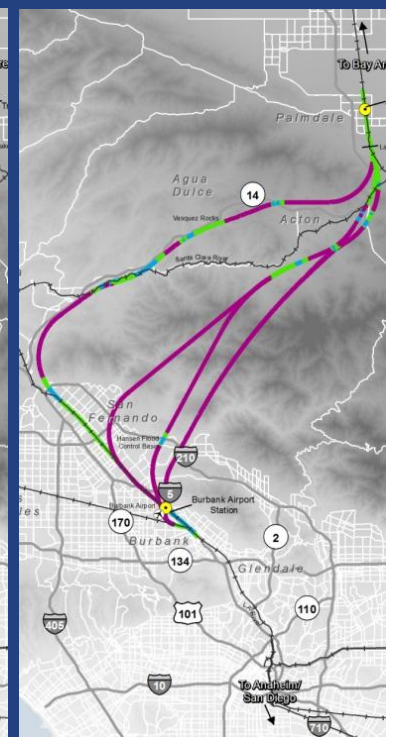 To Bay Ar
Palmdale
Agua
Dulce
14
Vasquez Rocks
Acton
Santa Clara River
San
Fernando
Hansen Flood
Control Basin
210
5
Burbank Airport
Burbank Airport
Station
170
Burbank
2
134
Glendale
101
110
405
10
To Anaheim/
San Diego
710